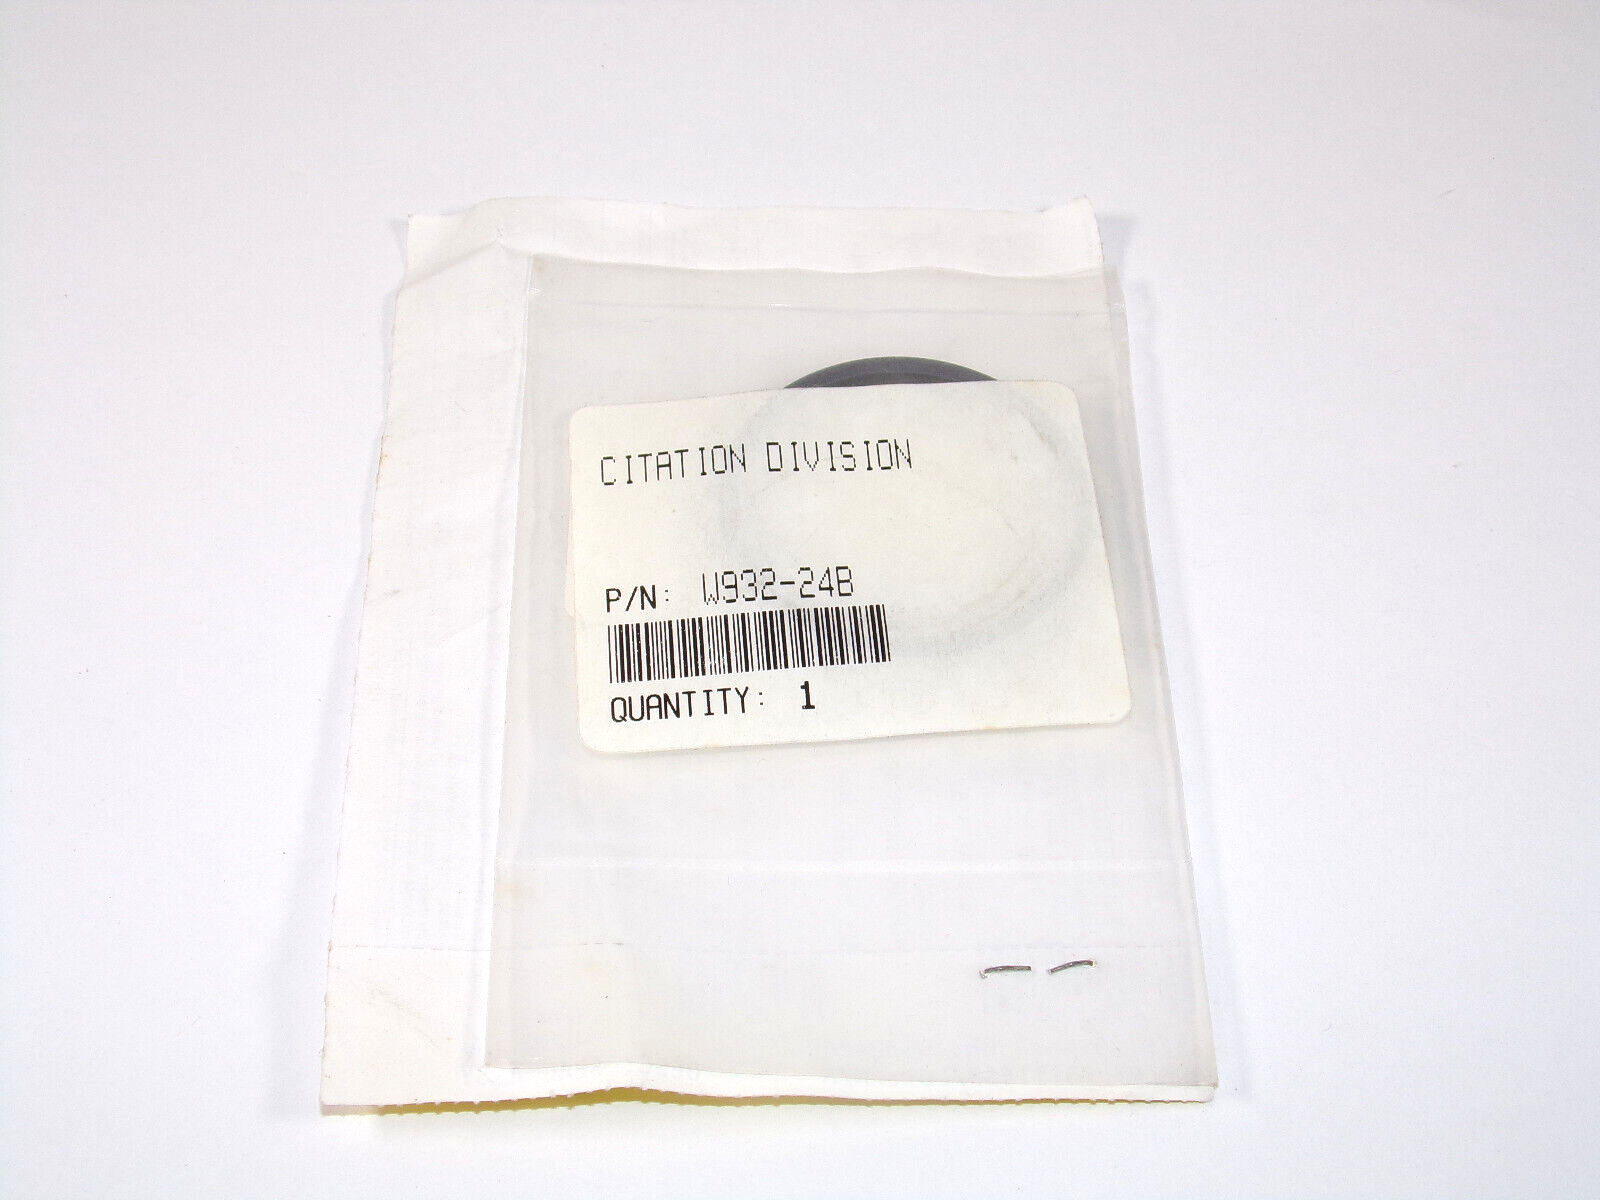 CITATION DIVISION
P/N: W932-24B
QUANTITY: 1